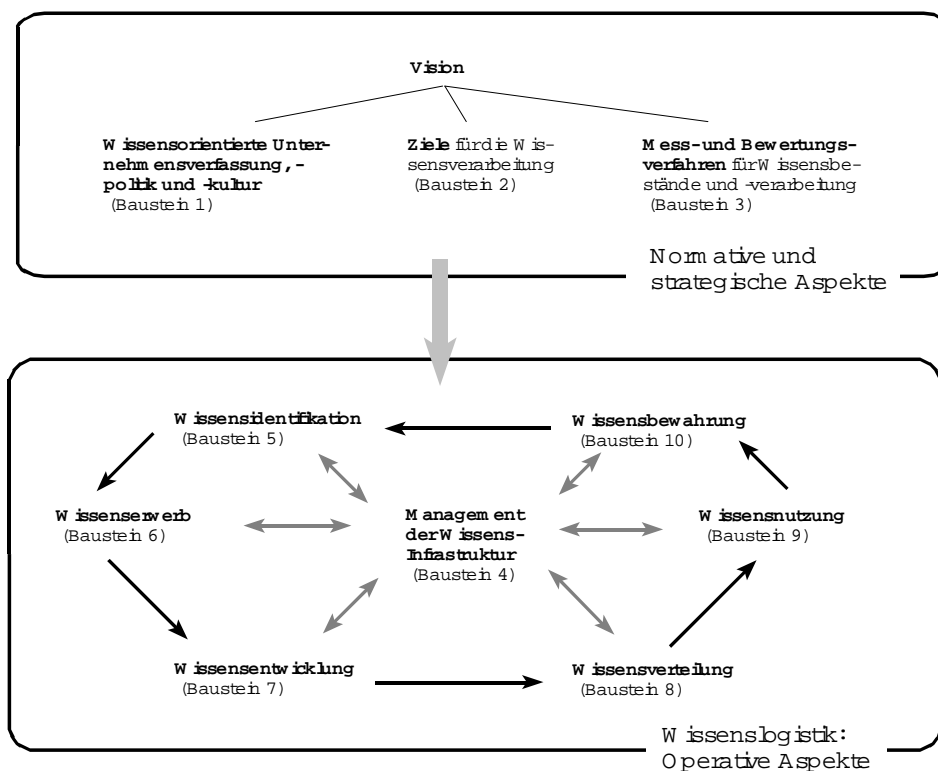 Vision
Wissensorientierte Unter-
nehmensverfassung, -
politik und -kultur
(Baustein 1)
Ziele für die Wis-
sensverarbeitung
(Baustein 2)
Mess- und Bewertungs-
verfahren für Wissensbe-
stände und -verarbeitung
(Baustein 3)
Normative und
strategische Aspekte
Wissensidentifikation
(Baustein 5)
Wissensbewahrung
(Baustein 10)
Wissenserwerb
(Baustein 6)
Management
der Wissens-
Infrastruktur
(Baustein 4)
Wissensnutzung
(Baustein 9)
Wissensentwicklung
(Baustein 7)
Wissensverteilung
(Baustein 8)
Wissenslogistik:
Operative Aspekte